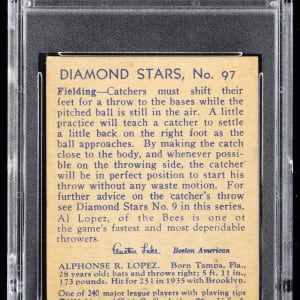 DIAMOND STARS, No. 97
Fielding—Catchers must shift their
feet for a throw to the bases while the
pitched ball is still in the air. A little
practice will teach a catcher to settle
a little back on the right foot as the
ball approaches. By making the catch
close to the body, and whenever possi-
ble on the throwing side, the catcher
will be in perfect position to start his
throw without any waste motion. For
further advice on the catcher's throw
see Diamond Stars No. 9 in this series.
Al Lopez, of the Bees is one of the
game's fastest and most dependable
throwers.
Austen Lake Boston American
ALPHONSE R. LOPEZ. Born Tampa, Fla.,
28 years old; bats and throws right; 5 ft. 11 in.,
173 pounds. Hit for 251 in 1935 with Brooklyn.
One of 240 major league players with playing tips